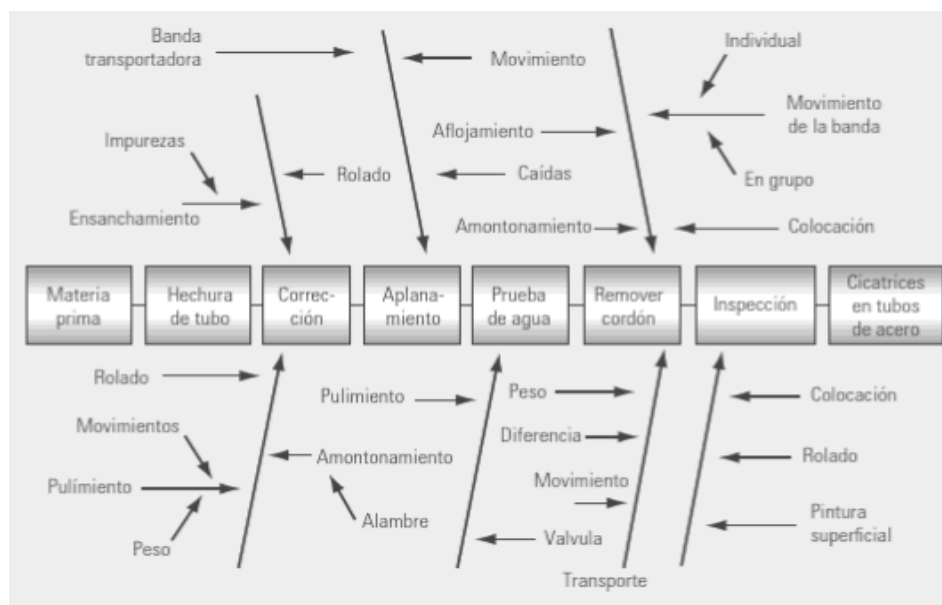 Banda
transportadora
Movimiento
Individual
Movimiento
de la banda
Aflojamiento
Impurezas
Rolado
Caídas
En grupo
Ensanchamiento
Amontonamiento
Colocación
Materia
prima
Hechura
de tubo
Correc-
ción
Aplana-
miento
Prueba
de agua
Remover
cordón
Inspección
Cicatrices
en tubos
de acero
Rolado
Pulimiento
Peso
Colocación
Movimientos
Diferencia
Amontonamiento
Rolado
Pulímiento
Movimiento
Alambre
Peso
Valvula
Pintura
superficial
Transporte